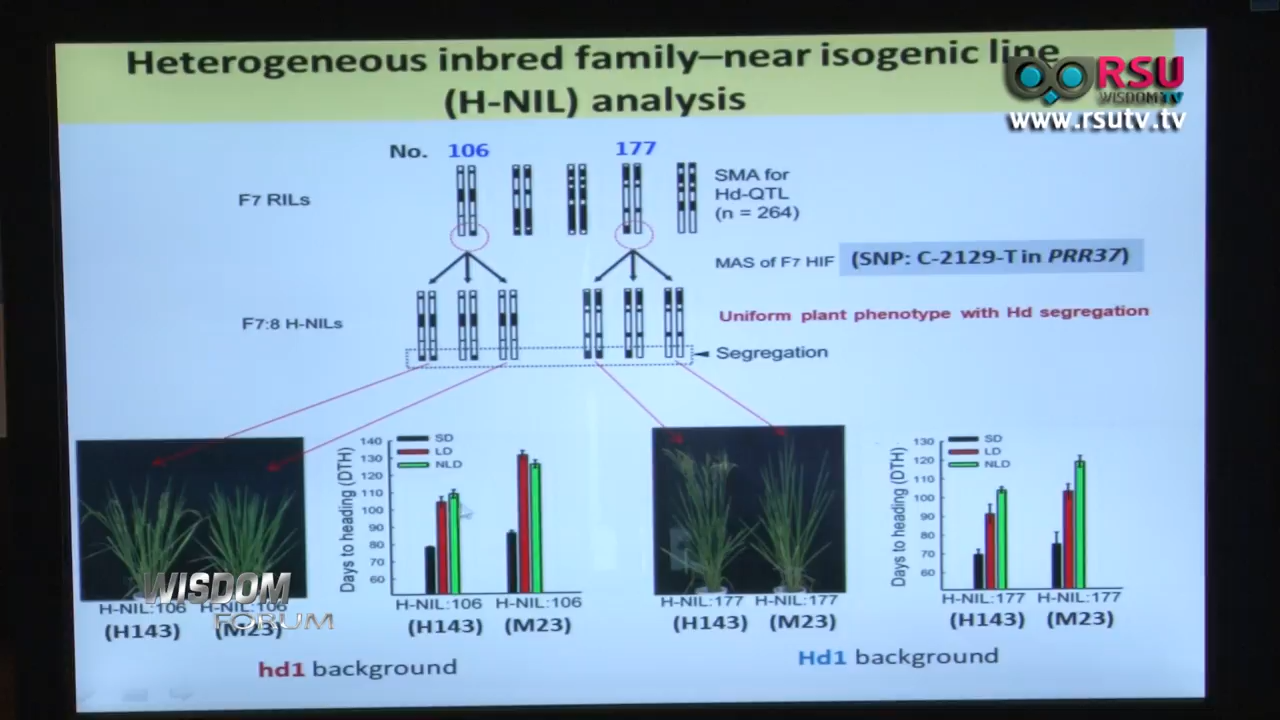 Heterogeneous inbred family–near isogenic line
(H-NIL) analysis
RSU
WISDOM TV
www.rsutv.tv
No. 106 177
F7 RILs
SMA for
Hd-QTL
(n = 264)
MAS of F7 HIF (SNP: C-2129-T in PRR37)
F7:8 H-NILs
Uniform plant phenotype with Hd segregation
Segregation
Days to heading (DTH)
140
130
120
110
100
90
80
70
60
SD
LD
NLD
H-NIL:106 H-NIL:106
(H143) (M23)
Days to heading (DTH)
130
120
110
100
90
80
70
60
SD
LD
NLD
H-NIL:177 H-NIL:177
(H143) (M23)
H-NIL:106 H-NIL:106
(H143) (M23)
H-NIL:177 H-NIL:177
(H143) (M23)
WISDOM
FORUM
hd1 background
Hd1 background